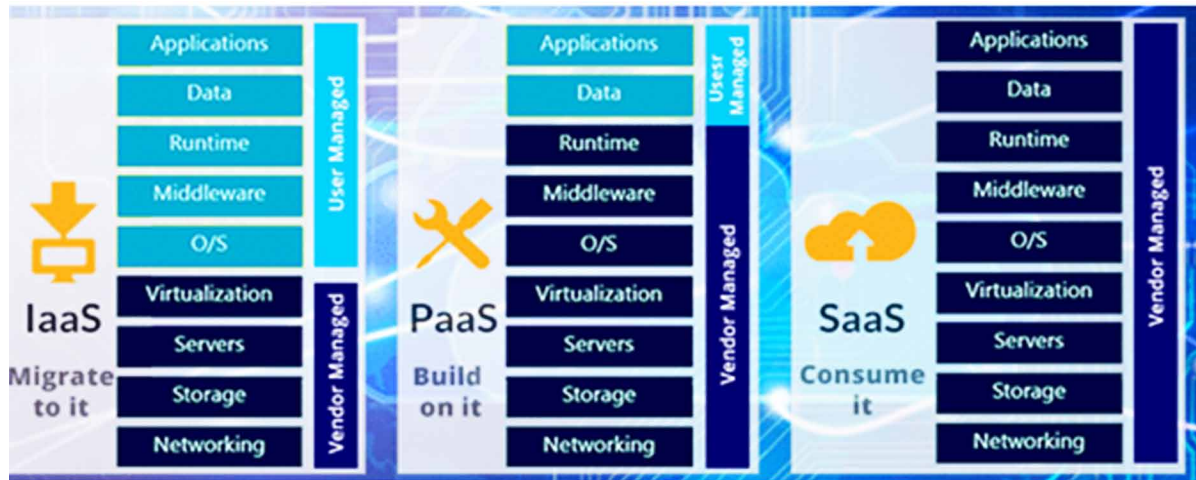 Applications
Data
Runtime
Middleware
O/S
Virtualization
Servers
Storage
Networking
User Managed
Vendor Managed
IaaS
Migrate
to it
Applications
Data
Runtime
Middleware
O/S
Virtualization
Servers
Storage
Networking
Usesr
Managed
Vendor Managed
PaaS
Build
on it
Applications
Data
Runtime
Middleware
O/S
Virtualization
Servers
Storage
Networking
Vendor Managed
SaaS
Consume
it